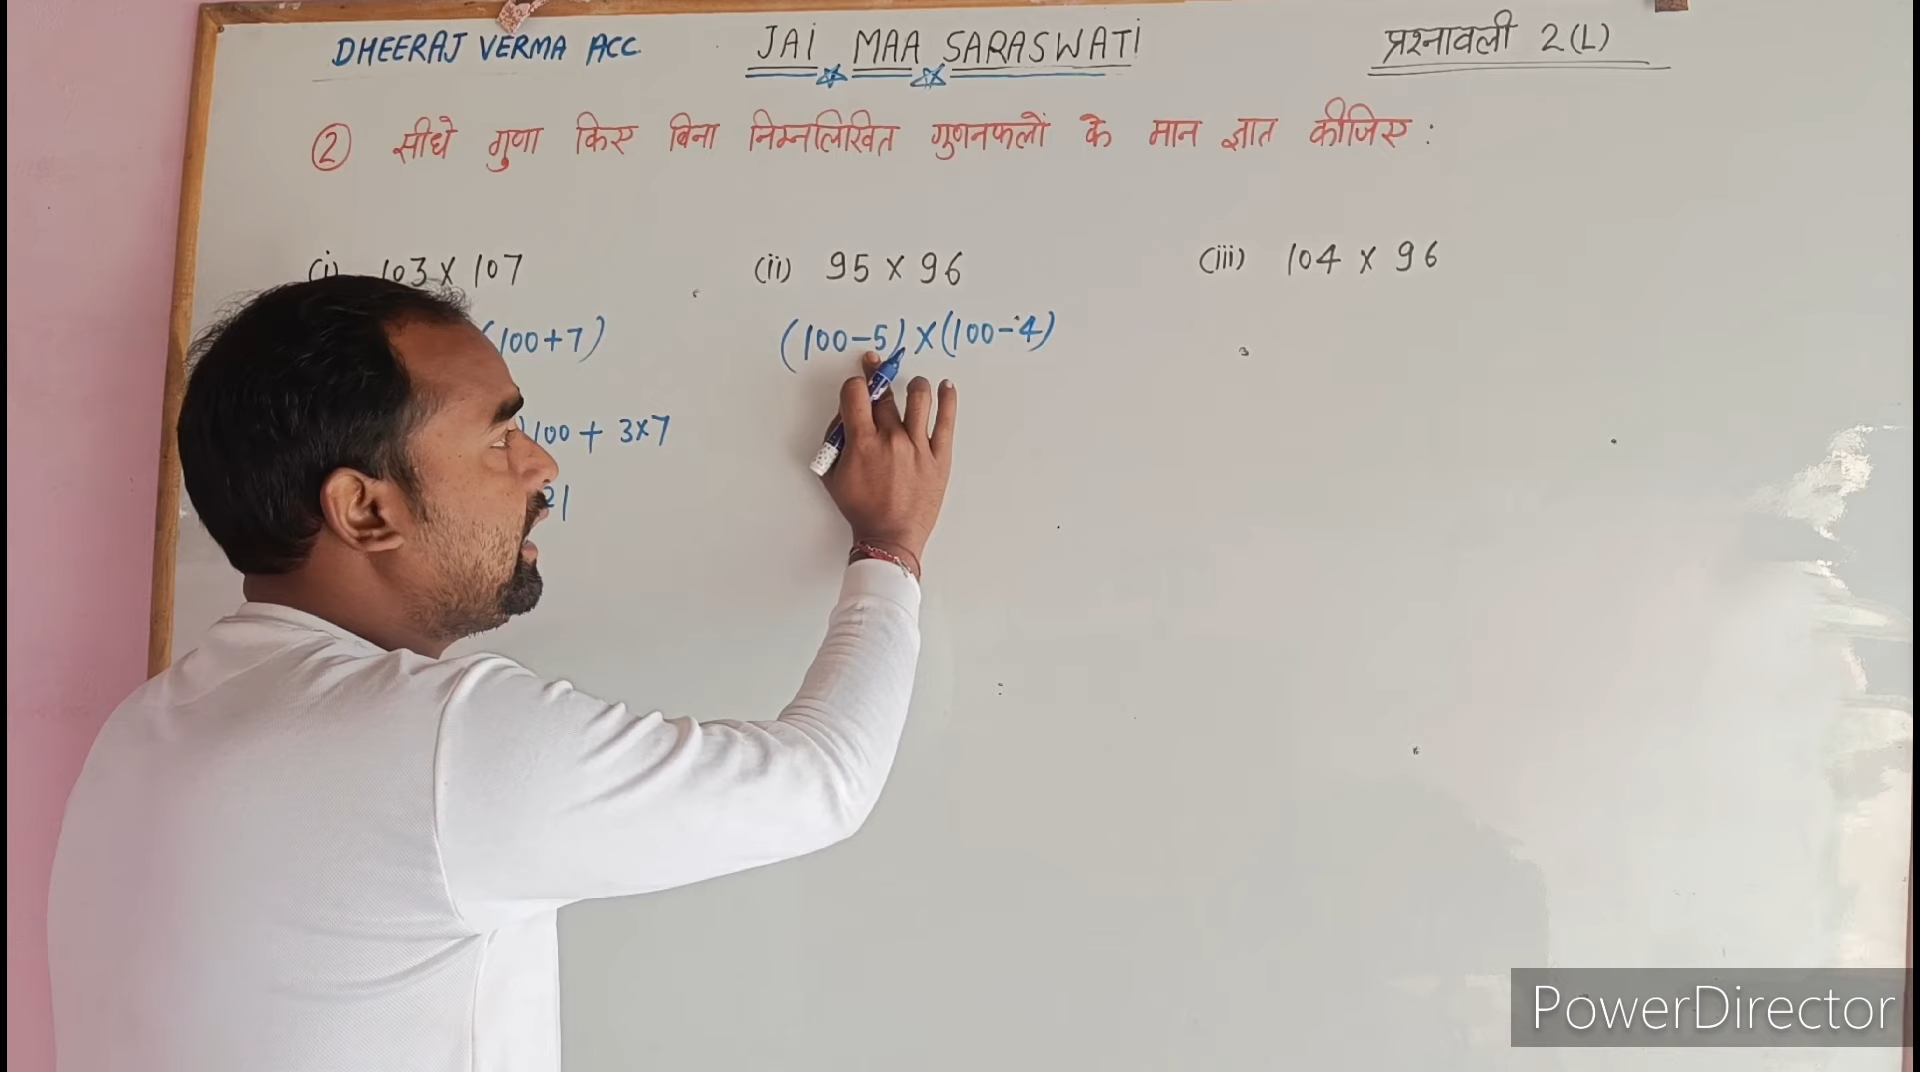 DHEERAJ VERMA ACC. JAI MAA SARASWATI प्रश्नावली 2(L)
② सीधे गुणा किए बिना निम्नलिखित गुणनफलों के मान ज्ञात कीजिए :
(i) 103 x 107 (ii) 95 x 96 (iii) 104 x 96
(100+7) (100-5) x (100-4)
)100 + 3x7
21
PowerDirector